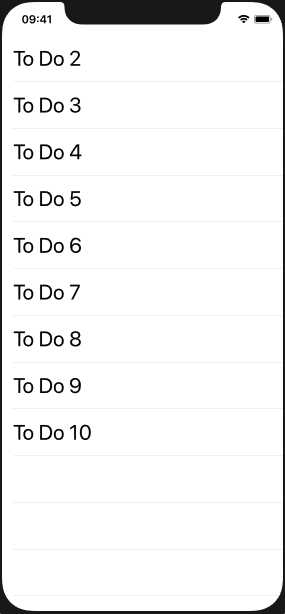 09:41
To Do 2
To Do 3
To Do 4
To Do 5
To Do 6
To Do 7
To Do 8
To Do 9
To Do 10